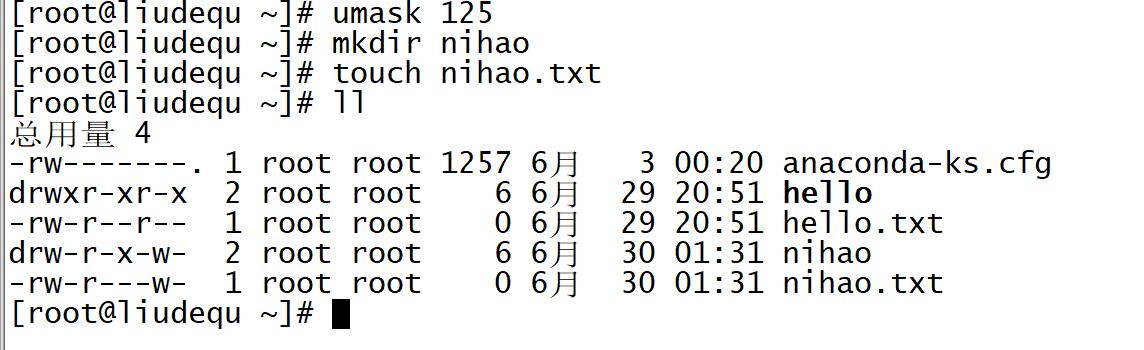 [root@liudequ ~]# umask 125
[root@liudequ ~]# mkdir nihao
[root@liudequ ~]# touch nihao.txt
[root@liudequ ~]# ll
总用量 4
-rw-------. 1 root root 1257 6月   3 00:20 anaconda-ks.cfg
drwxr-xr-x  2 root root    6 6月  29 20:51 hello
-rw-r--r--  1 root root    0 6月  29 20:51 hello.txt
drw-r-x-w-  2 root root    6 6月  30 01:31 nihao
-rw-r---w-  1 root root    0 6月  30 01:31 nihao.txt
[root@liudequ ~]#